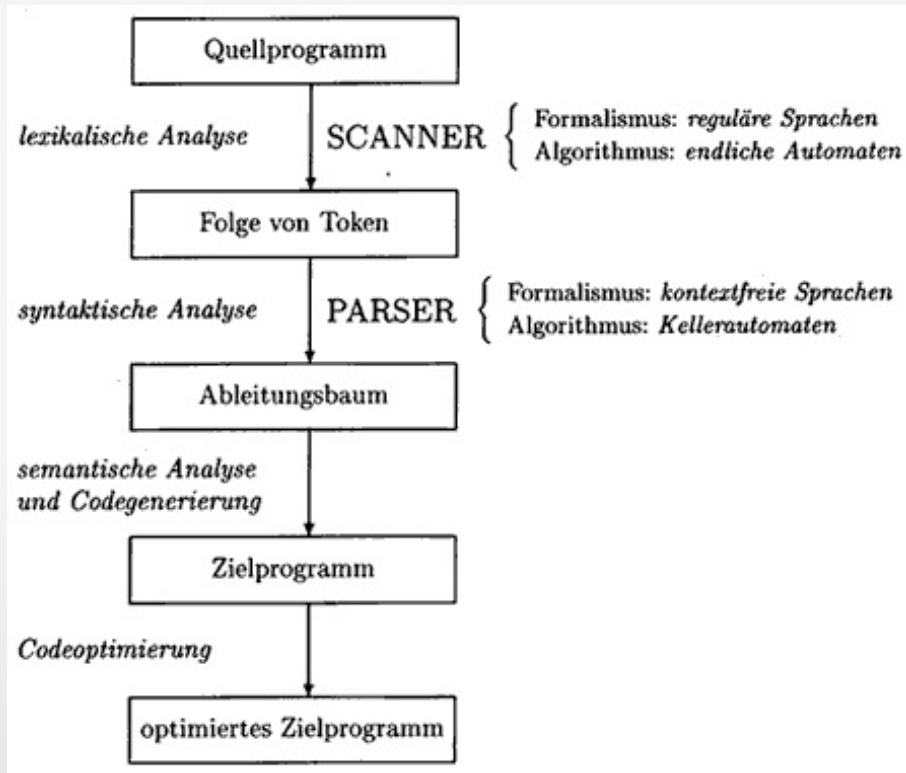 Quellprogramm
lexikalische Analyse
SCANNER
Formalismus: reguläre Sprachen
Algorithmus: endliche Automaten
Folge von Token
syntaktische Analyse
PARSER
Formalismus: kontextfreie Sprachen
Algorithmus: Kellerautomaten
Ableitungsbaum
semantische Analyse
und Codegenerierung
Zielprogramm
Codeoptimierung
optimiertes Zielprogramm